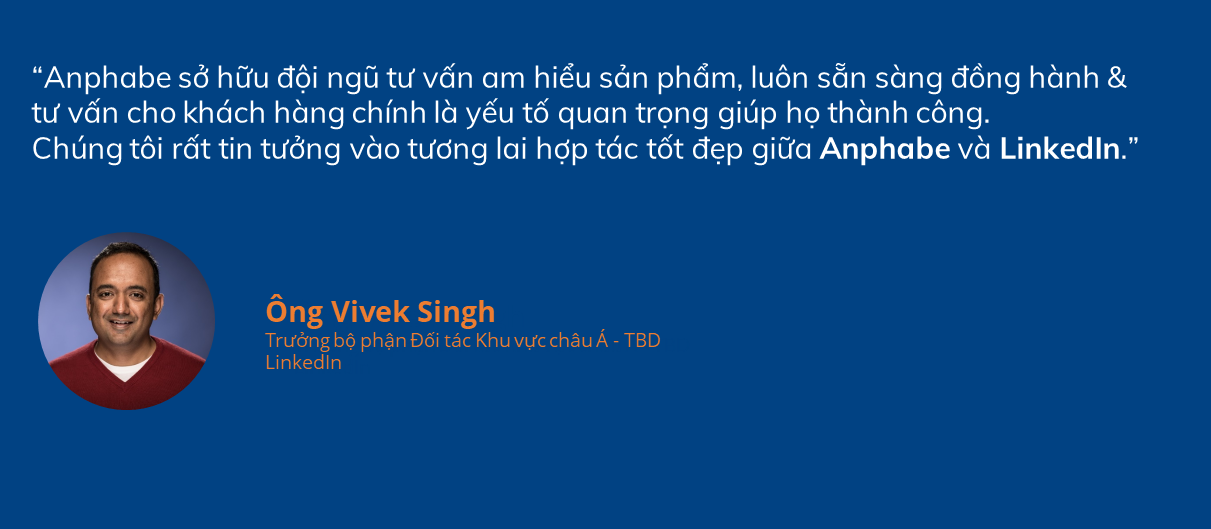 “Anphabe sở hữu đội ngũ tư vấn am hiểu sản phẩm, luôn sẵn sàng đồng hành &
tư vấn cho khách hàng chính là yếu tố quan trọng giúp họ thành công.
Chúng tôi rất tin tưởng vào tương lai hợp tác tốt đẹp giữa Anphabe và LinkedIn.”
Ông Vivek Singh
Trưởng bộ phận Đối tác Khu vực châu Á - TBD
LinkedIn